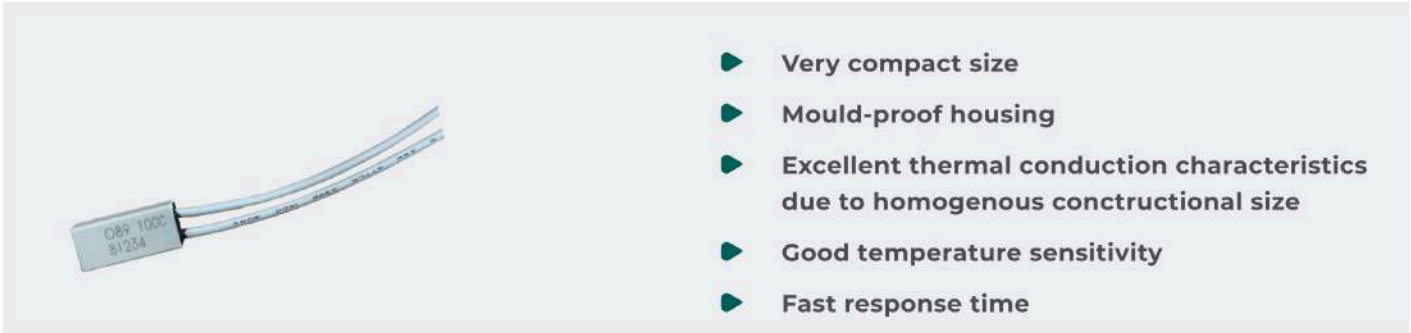 O89 100C
81234
Very compact size
Mould-proof housing
Excellent thermal conduction characteristics
due to homogenous conctructional size
Good temperature sensitivity
Fast response time